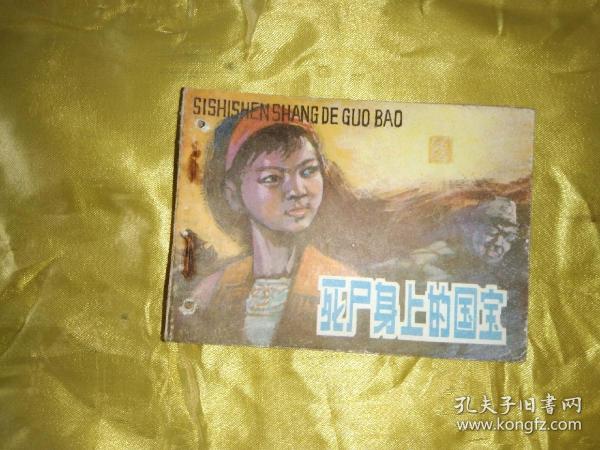 SISHISHEN SHANG DE GUO BAO
死尸身上的国宝
孔夫子旧書网
www.kongfz.com